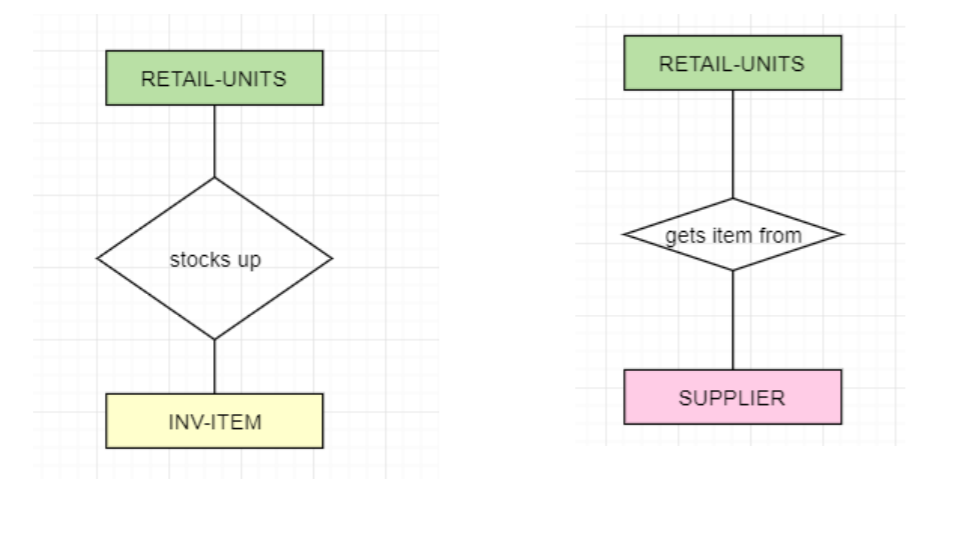 RETAIL-UNITS
stocks up
INV-ITEM
RETAIL-UNITS
gets item from
SUPPLIER